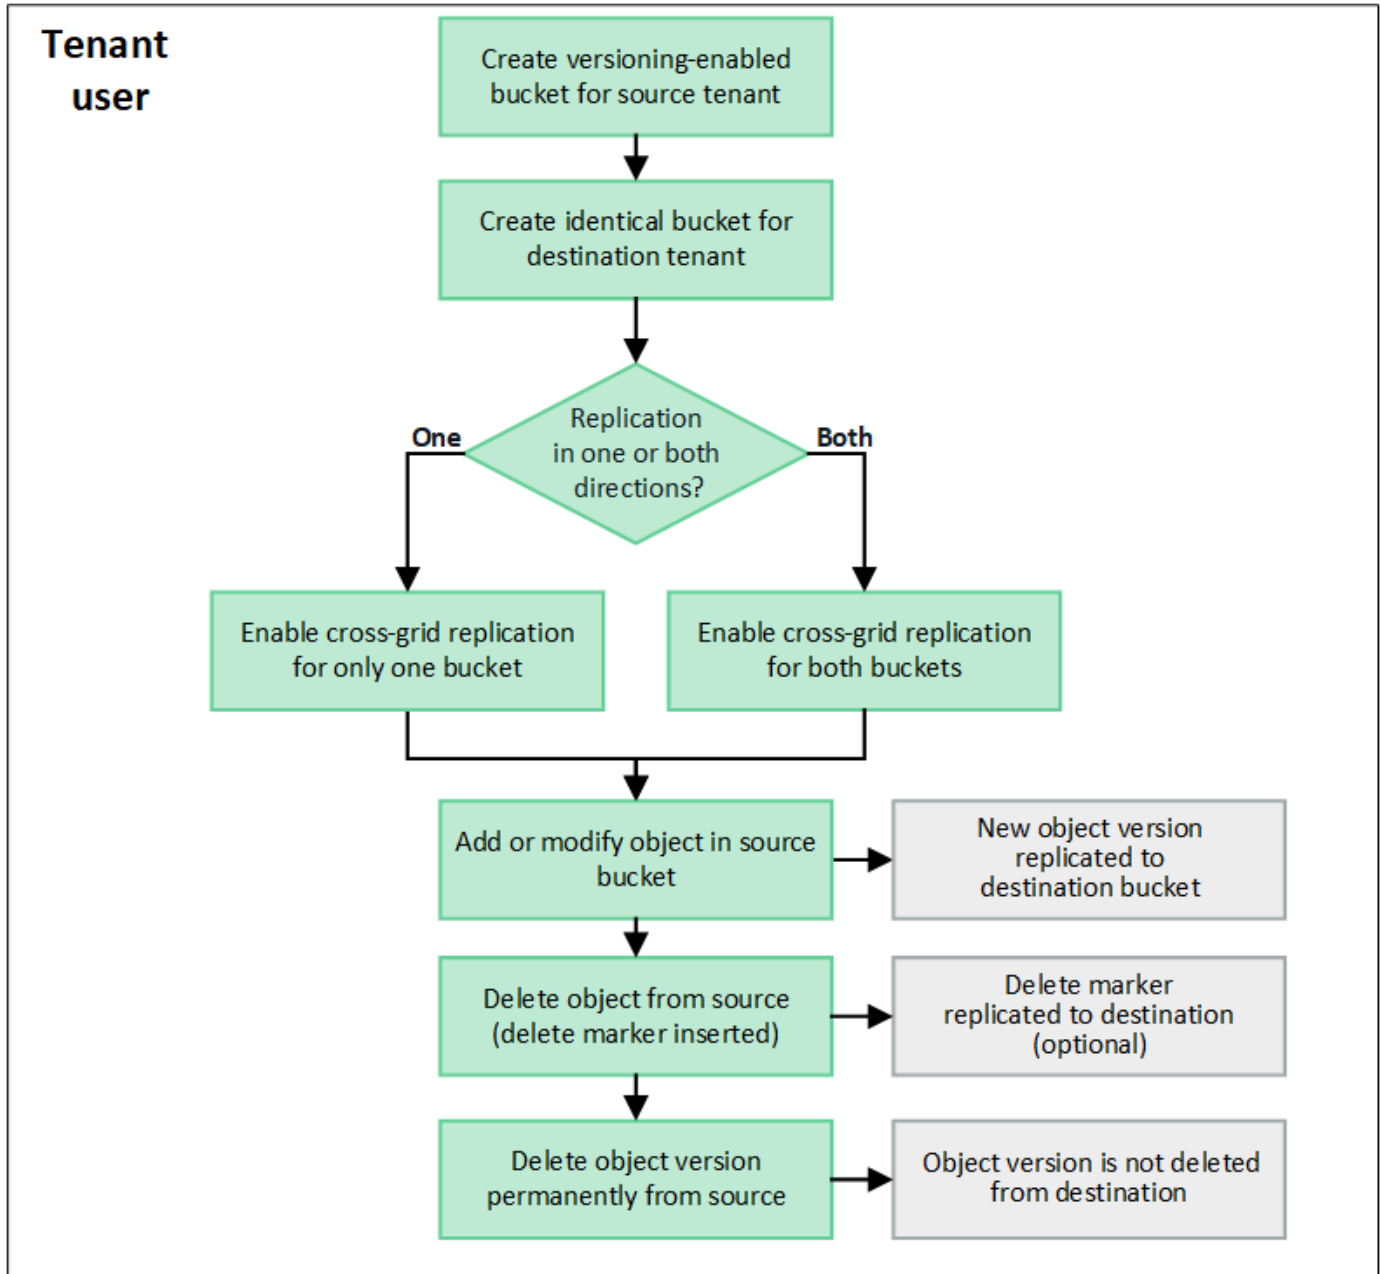 Tenant
user
Create versioning-enabled
bucket for source tenant
Create identical bucket for
destination tenant
Replication
in one or both
directions?
One
Both
Enable cross-grid replication
for only one bucket
Enable cross-grid replication
for both buckets
Add or modify object in source
bucket
New object version
replicated to
destination bucket
Delete object from source
(delete marker inserted)
Delete marker
replicated to destination
(optional)
Delete object version
permanently from source
Object version is not deleted
from destination